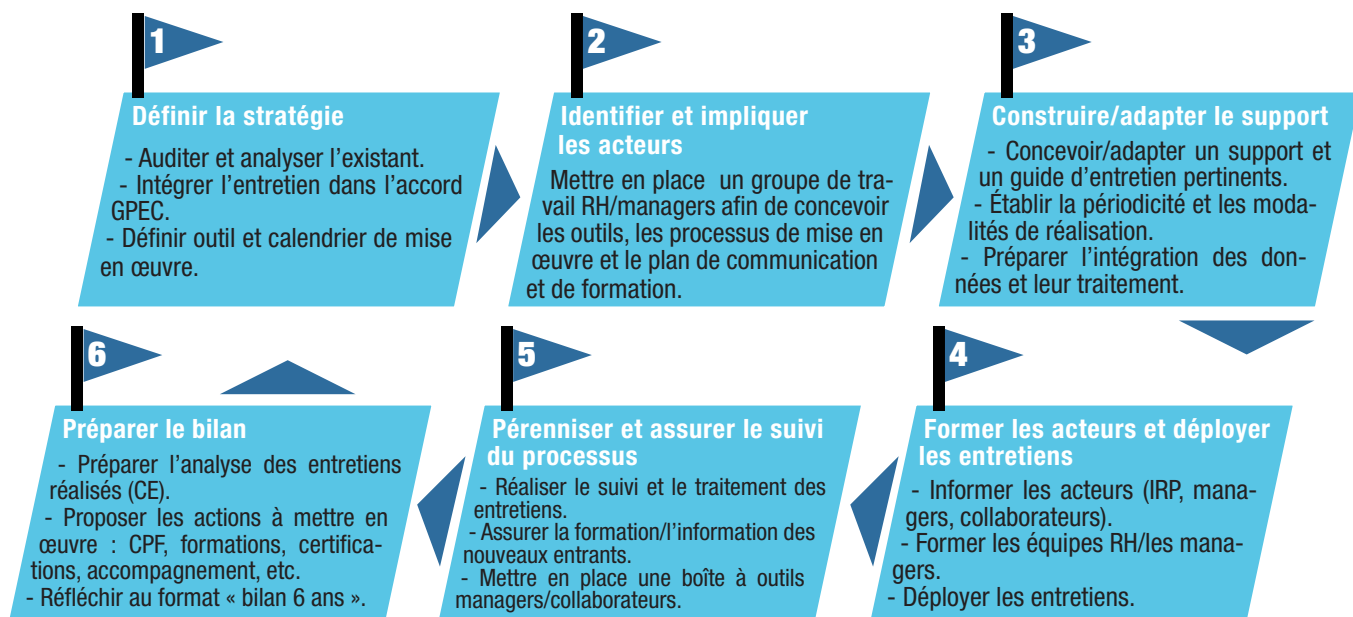 1
Définir la stratégie
- Auditer et analyser l’existant.
- Intégrer l’entretien dans l’accord
GPEC.
- Définir outil et calendrier de mise
en œuvre.
2
Identifier et impliquer
les acteurs
Mettre en place un groupe de tra-
vail RH/managers afin de concevoir
les outils, les processus de mise en
œuvre et le plan de communication
et de formation.
3
Construire/adapter le support
- Concevoir/adapter un support et
un guide d’entretien pertinents.
- Établir la périodicité et les moda-
lités de réalisation.
- Préparer l’intégration des don-
nées et leur traitement.
4
Former les acteurs et déployer
les entretiens
- Informer les acteurs (IRP, mana-
gers, collaborateurs).
- Former les équipes RH/les mana-
gers.
- Déployer les entretiens.
5
Pérenniser et assurer le suivi
du processus
- Réaliser le suivi et le traitement des
entretiens.
- Assurer la formation/l’information des
nouveaux entrants.
- Mettre en place une boîte à outils
managers/collaborateurs.
6
Préparer le bilan
- Préparer l’analyse des entretiens
réalisés (CE).
- Proposer les actions à mettre en
œuvre : CPF, formations, certifica-
tions, accompagnement, etc.
- Réfléchir au format « bilan 6 ans ».